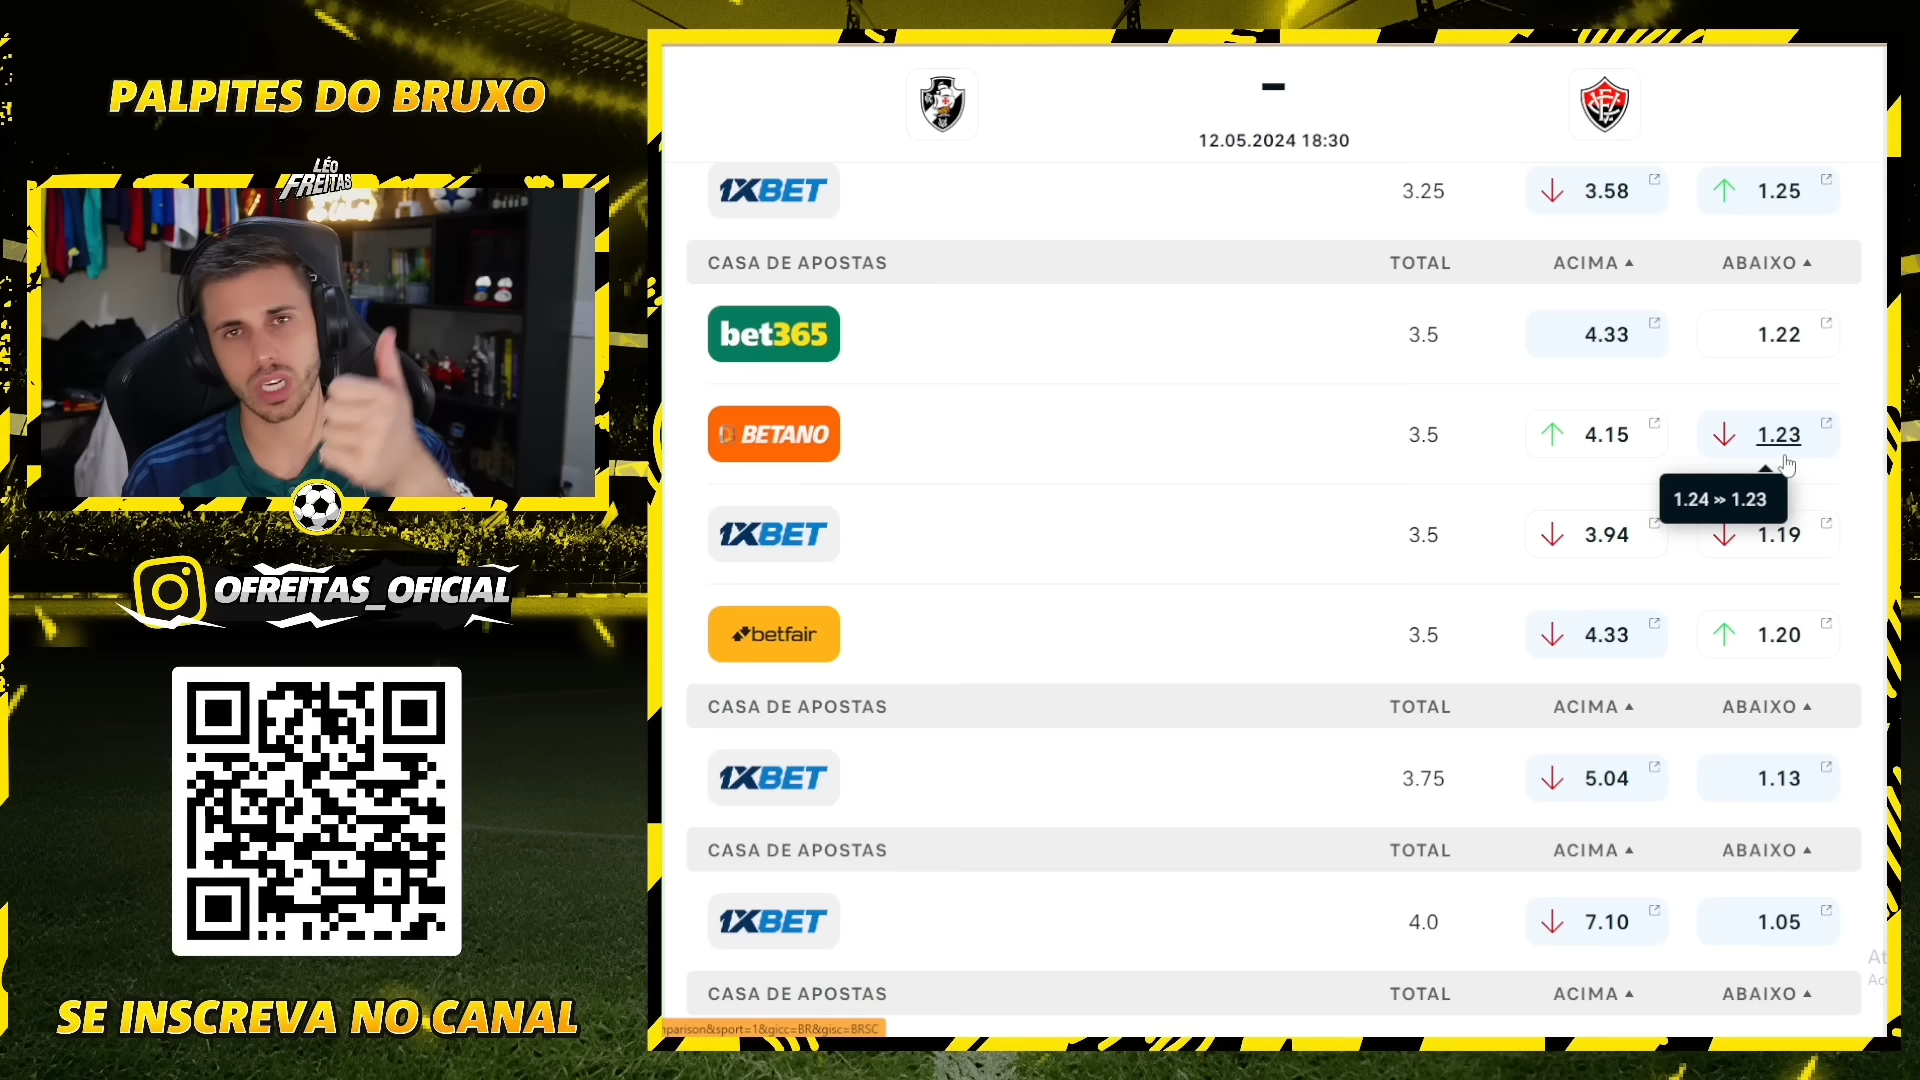 PALPITES DO BRUXO
LÉO
FREITAS
OFREITAS_OFICIAL
SE INSCREVA NO CANAL
12.05.2024 18:30
1XBET 3.25 3.58 1.25
CASA DE APOSTAS TOTAL ACIMA ABAIXO
bet365 3.5 4.33 1.22
BETANO 3.5 4.15 1.23
1.24 » 1.23
1XBET 3.5 3.94 1.19
betfair 3.5 4.33 1.20
CASA DE APOSTAS TOTAL ACIMA ABAIXO
1XBET 3.75 5.04 1.13
CASA DE APOSTAS TOTAL ACIMA ABAIXO
1XBET 4.0 7.10 1.05
CASA DE APOSTAS TOTAL ACIMA ABAIXO
nparison&sport=1&gicc=BR&gisc=BRSC